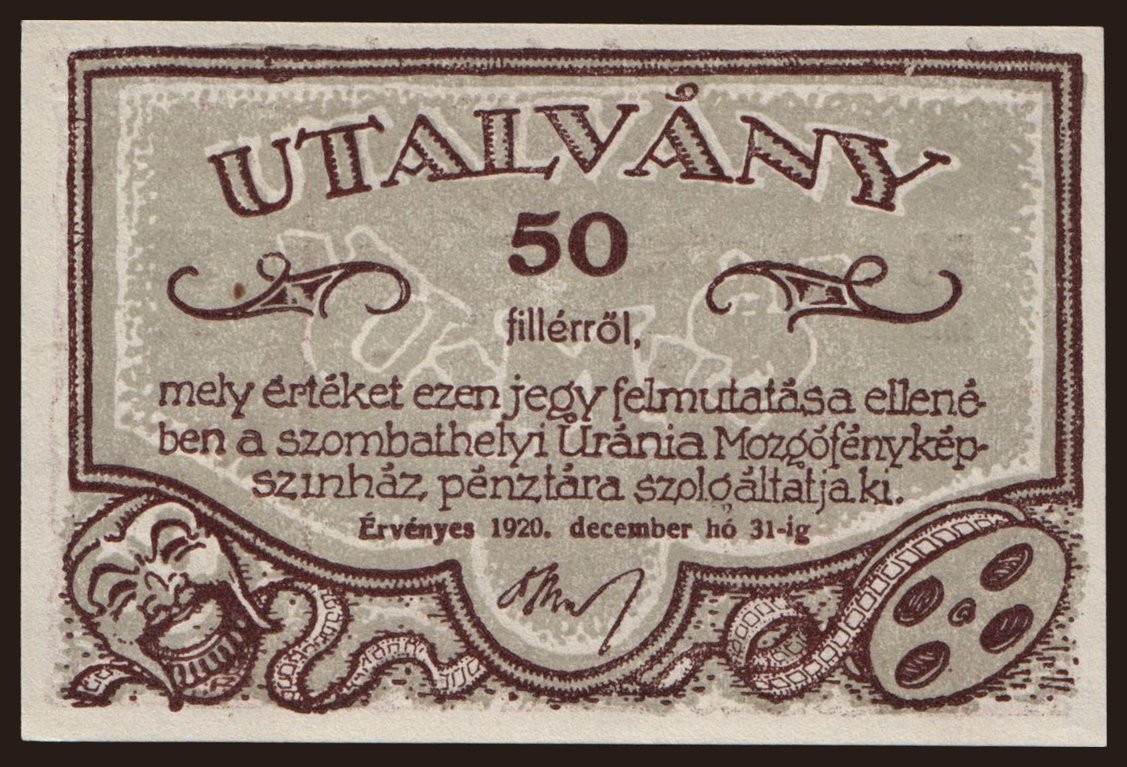 UTALVÁNY
50
fillérről,
mely értéket ezen jegy felmutatása ellené-
ben a szombathelyi Uránia Mozgófénykép-
szinház, pénztára szolgáltatja ki.
Érvényes 1920. december hó 31-ig